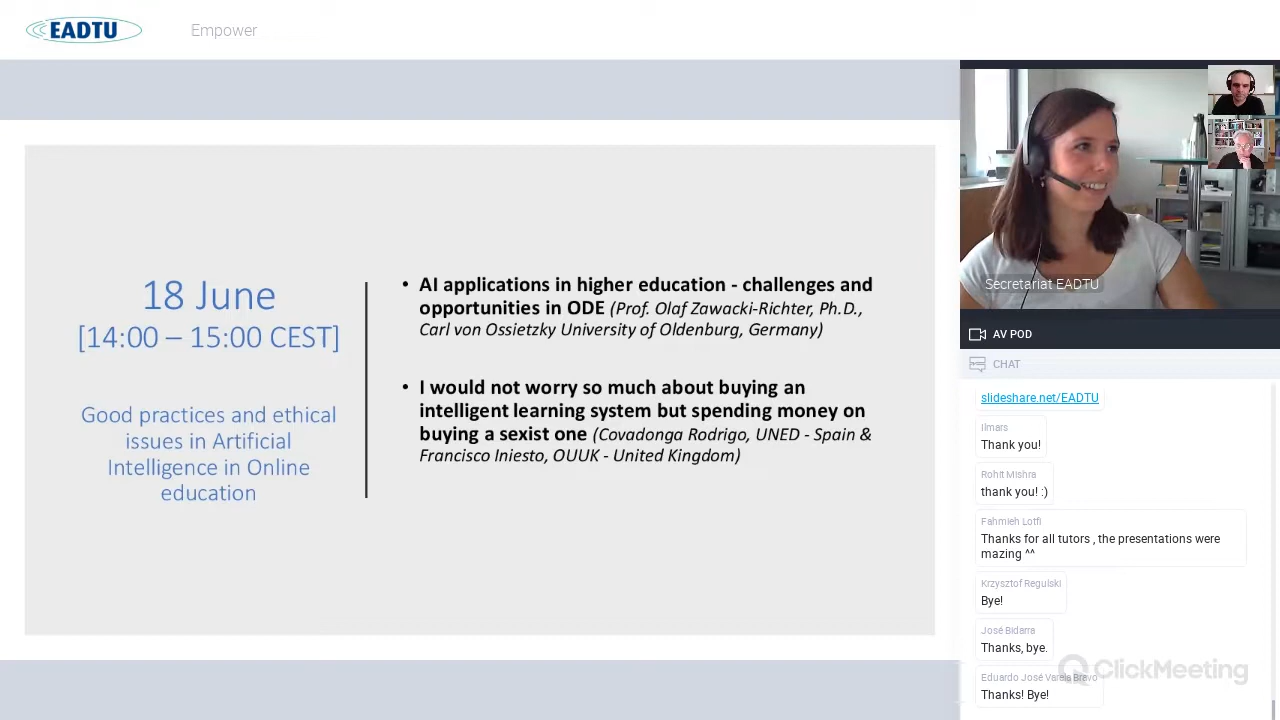 EADTU
Empower
18 June
[14:00 – 15:00 CEST]
Good practices and ethical
issues in Artificial
Intelligence in Online
education
• AI applications in higher education - challenges and
opportunities in ODE (Prof. Olaf Zawacki-Richter, Ph.D.,
Carl von Ossietzky University of Oldenburg, Germany)
• I would not worry so much about buying an
intelligent learning system but spending money on
buying a sexist one (Covadonga Rodrigo, UNED - Spain &
Francisco Iniesto, OUUK - United Kingdom)
Secretariat EADTU
AV POD
CHAT
slideshare.net/EADTU
Ilmars
Thank you!
Rohit Mishra
thank you! :)
Fahmieh Lotfi
Thanks for all tutors , the presentations were
mazing ^^
Krzysztof Regulski
Bye!
José Bidarra
Thanks, bye.
Eduardo José Varela Bravo
Thanks! Bye!
ClickMeeting